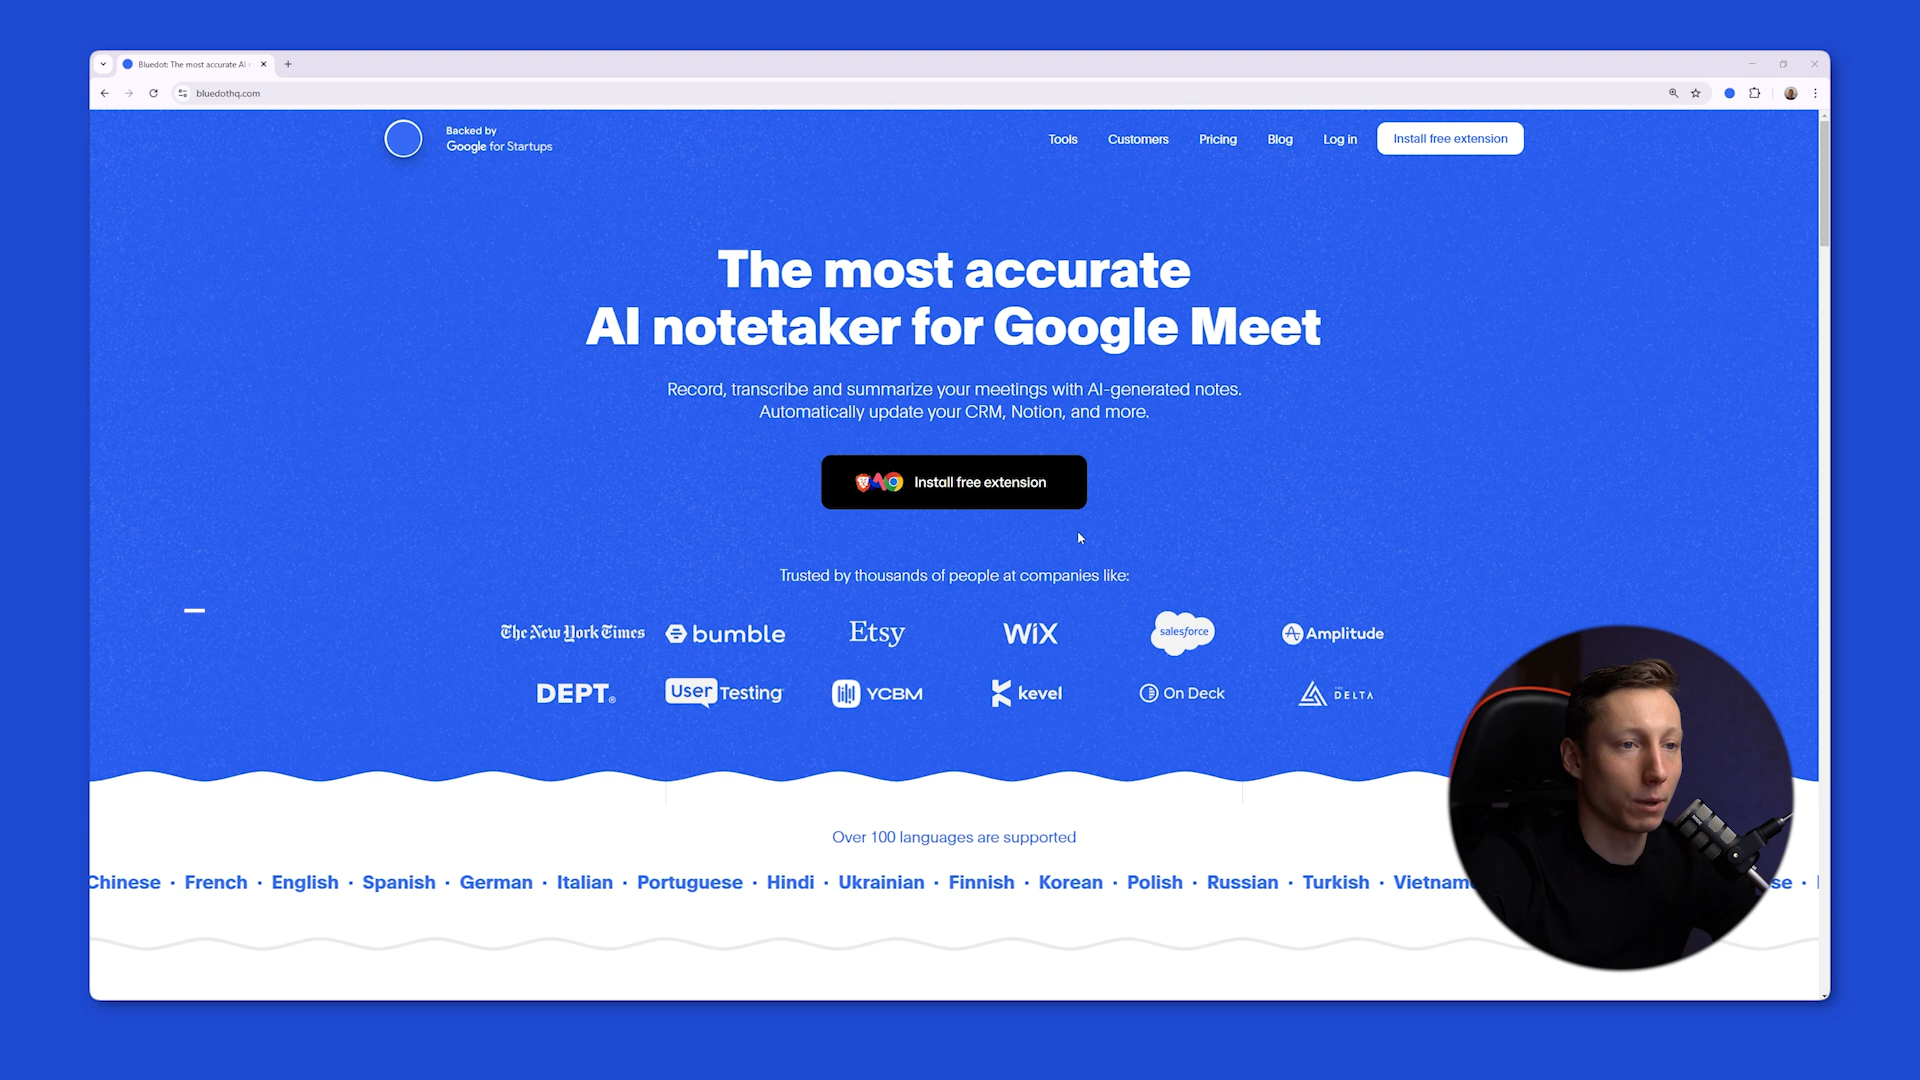 Bluedot: The most accurate AI
bluedothq.com
Backed by
Google for Startups
Tools
Customers
Pricing
Blog
Log in
Install free extension
The most accurate
AI notetaker for Google Meet
Record, transcribe and summarize your meetings with AI-generated notes.
Automatically update your CRM, Notion, and more.
Install free extension
Trusted by thousands of people at companies like:
The New York Times
bumble
Etsy
WiX
salesforce
Amplitude
DEPT®
UserTesting
YCBM
kevel
On Deck
THE DELTA
Over 100 languages are supported
Chinese · French · English · Spanish · German · Italian · Portuguese · Hindi · Ukrainian · Finnish · Korean · Polish · Russian · Turkish · Vietnam se ·